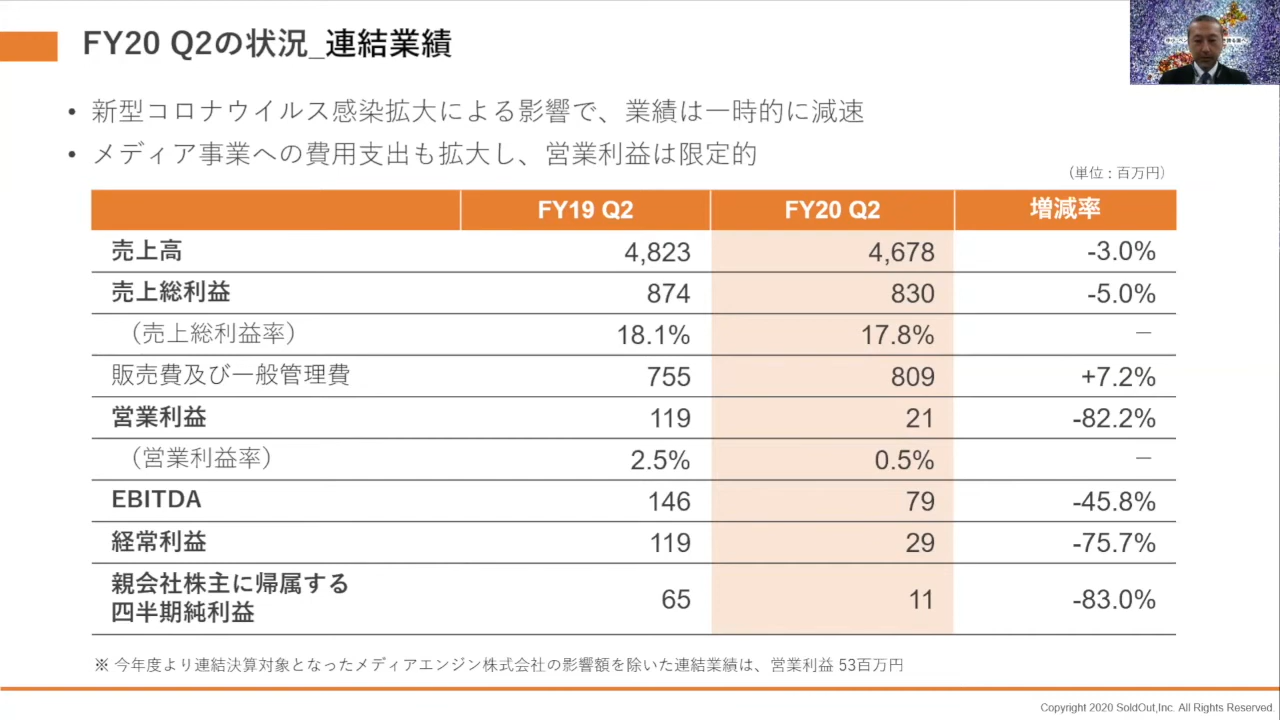 FY20 Q2の状況_連結業績
• 新型コロナウイルス感染拡大による影響で、業績は一時的に減速
• メディア事業への費用支出も拡大し、営業利益は限定的
（単位 : 百万円）
FY19 Q2 FY20 Q2 増減率
売上高 4,823 4,678 -3.0%
売上総利益 874 830 -5.0%
（売上総利益率） 18.1% 17.8% －
販売費及び一般管理費 755 809 +7.2%
営業利益 119 21 -82.2%
（営業利益率） 2.5% 0.5% －
EBITDA 146 79 -45.8%
経常利益 119 29 -75.7%
親会社株主に帰属する
四半期純利益 65 11 -83.0%
※ 今年度より連結決算対象となったメディアエンジン株式会社の影響額を除いた連結業績は、営業利益 53百万円
Copyright 2020 SoldOut,Inc. All Rights Reserved.